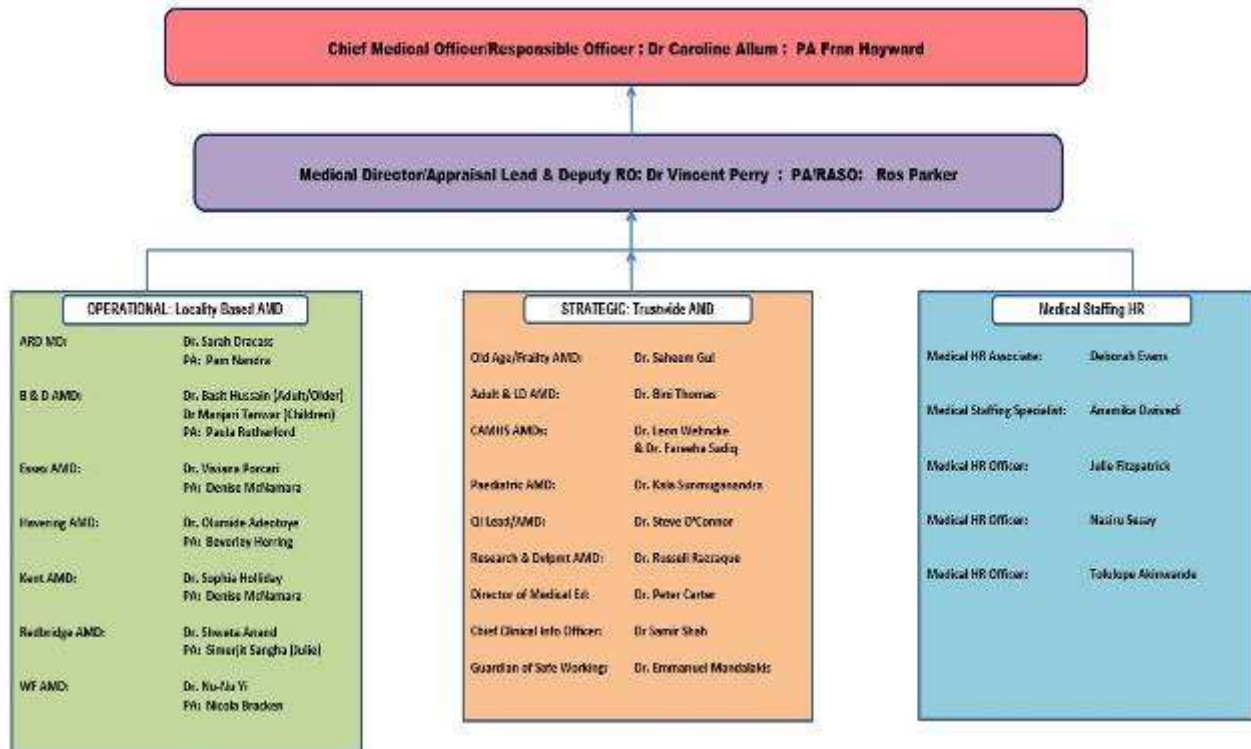 Chief Medical Officer/Responsible Officer : Dr Caroline Allum : PA Fran Hayward
Medical Director/Appraisal Lead & Deputy RO: Dr Vincent Perry : PA/RASO: Ros Parker
OPERATIONAL: Locality Based AMD
ARD MD: Dr. Sarah Dracass
PA: Pam Nandra
B & D AMD: Dr. Basit Hussain (Adult/Older)
Dr Manjari Tanwar (Children)
PA: Paula Rutherford
Essex AMD: Dr. Viviana Porcari
PA: Denise McNamara
Havering AMD: Dr. Olumide Adeotoye
PA: Beverley Herring
Kent AMD: Dr. Sophia Holliday
PA: Denise McNamara
Redbridge AMD: Dr. Shweta Anand
PA: Simerjit Sangha (Julie)
WF AMD: Dr. Nu-Nu Yi
PA: Nicola Bracken
STRATEGIC: Trustwide AMD
Old Age/Frailty AMD: Dr. Saheem Gul
Adult & LD AMD: Dr. Bini Thomas
CAMHS AMDs: Dr. Leon Wehncke
& Dr. Fareeha Sadiq
Paediatric AMD: Dr. Kala Sunmuganandra
QI Lead/AMD: Dr. Steve O'Connor
Research & Dvlpmt AMD: Dr. Russell Razzaque
Director of Medical Ed: Dr. Peter Carter
Chief Clinical Info Officer: Dr Samir Shah
Guardian of Safe Working: Dr. Emmanuel Mandalakis
Medical Staffing HR
Medical HR Associate: Deborah Evans
Medical Staffing Specialist: Anamika Dwivedi
Medical HR Officer: Julie Fitzpatrick
Medical HR Officer: Nasiru Sesay
Medical HR Officer: Tolulope Akinwande